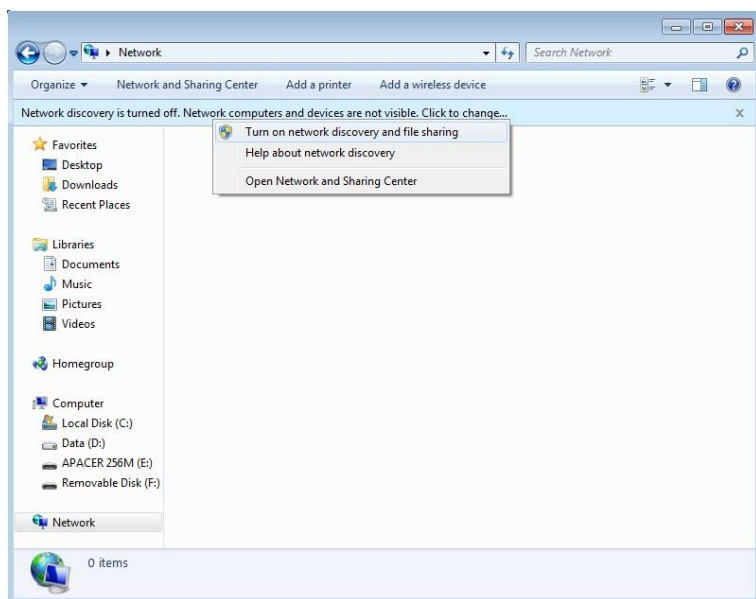 Network
Search Network
Organize
Network and Sharing Center
Add a printer
Add a wireless device
Network discovery is turned off. Network computers and devices are not visible. Click to change...
Turn on network discovery and file sharing
Help about network discovery
Open Network and Sharing Center
Favorites
Desktop
Downloads
Recent Places
Libraries
Documents
Music
Pictures
Videos
Homegroup
Computer
Local Disk (C:)
Data (D:)
APACER 256M (E:)
Removable Disk (F:)
Network
0 items